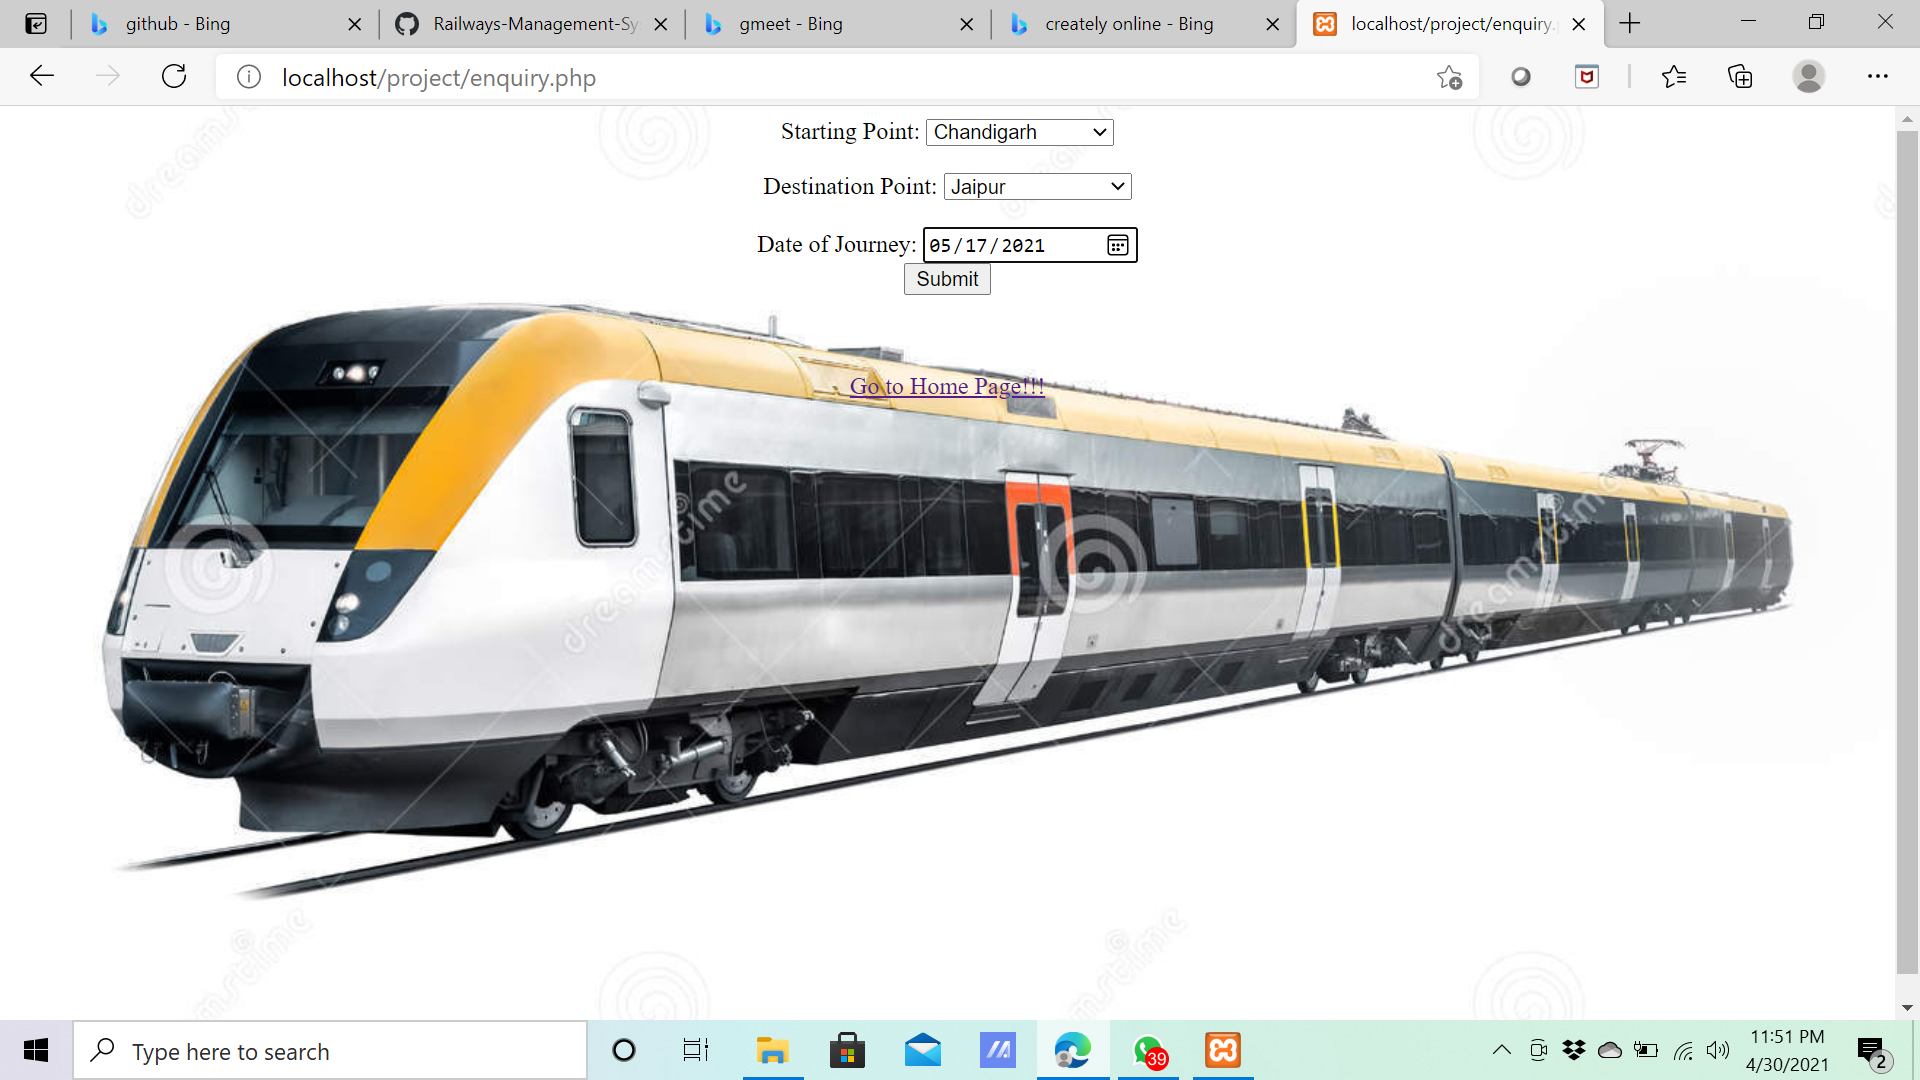 github - Bing
Railways-Management-Sy
gmeet - Bing
creately online - Bing
localhost/project/enquiry.
localhost/project/enquiry.php
Starting Point: Chandigarh
Destination Point: Jaipur
Date of Journey: 05/17/2021
Submit
Go to Home Page!!!
dreamstime
dreamstime
dreamstime
Type here to search
39
11:51 PM
4/30/2021
2